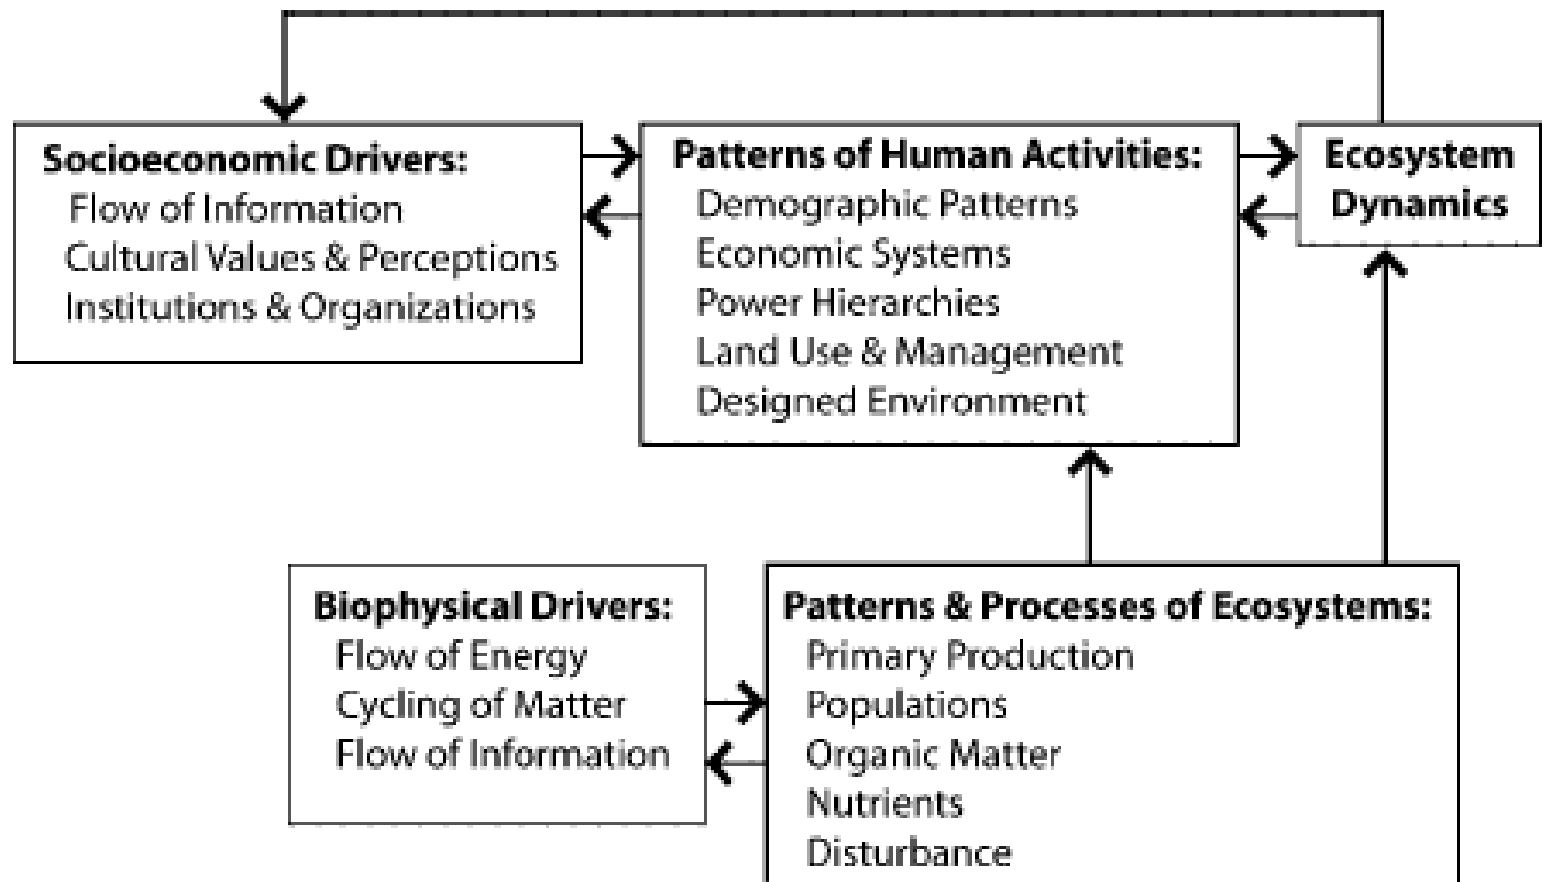 Socioeconomic Drivers:
Flow of Information
Cultural Values & Perceptions
Institutions & Organizations
Patterns of Human Activities:
Demographic Patterns
Economic Systems
Power Hierarchies
Land Use & Management
Designed Environment
Ecosystem
Dynamics
Biophysical Drivers:
Flow of Energy
Cycling of Matter
Flow of Information
Patterns & Processes of Ecosystems:
Primary Production
Populations
Organic Matter
Nutrients
Disturbance